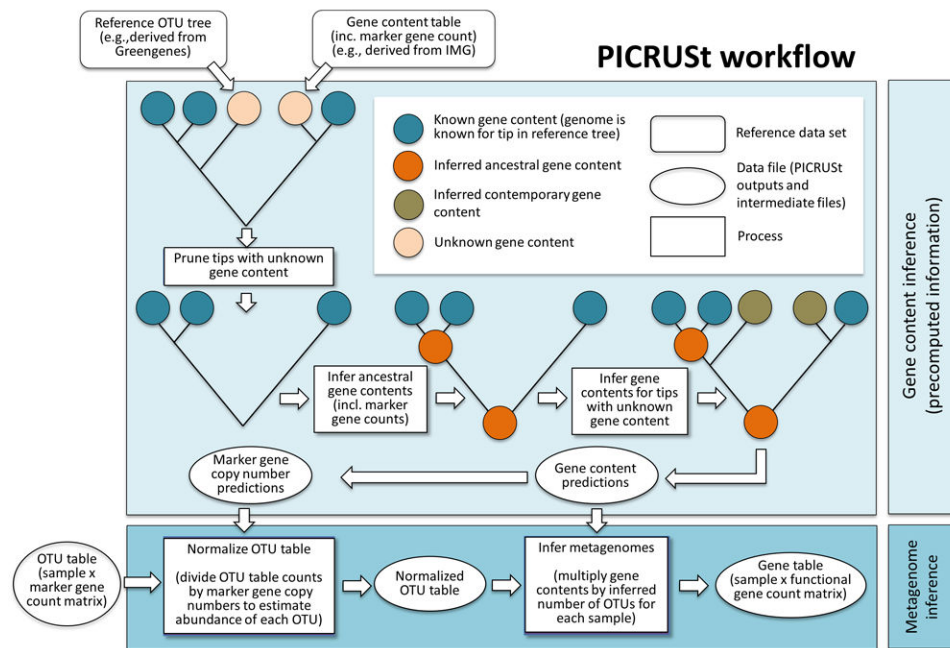 Reference OTU tree
(e.g.,derived from
Greengenes)
Gene content table
(inc. marker gene count)
(e.g., derived from IMG)
PICRUSt workflow
Known gene content (genome is
known for tip in reference tree)
Inferred ancestral gene content
Inferred contemporary gene
content
Unknown gene content
Reference data set
Data file (PICRUSt
outputs and
intermediate files)
Process
Prune tips with unknown
gene content
Infer ancestral
gene contents
(incl. marker
gene counts)
Infer gene
contents for tips
with unknown
gene content
Marker gene
copy number
predictions
Gene content
predictions
Gene content inference
(precomputed information)
OTU table
(sample x
marker gene
count matrix)
Normalize OTU table
(divide OTU table counts
by marker gene copy
numbers to estimate
abundance of each OTU)
Normalized
OTU table
Infer metagenomes
(multiply gene
contents by inferred
number of OTUs for
each sample)
Gene table
(sample x functional
gene count matrix)
Metagenome
inference